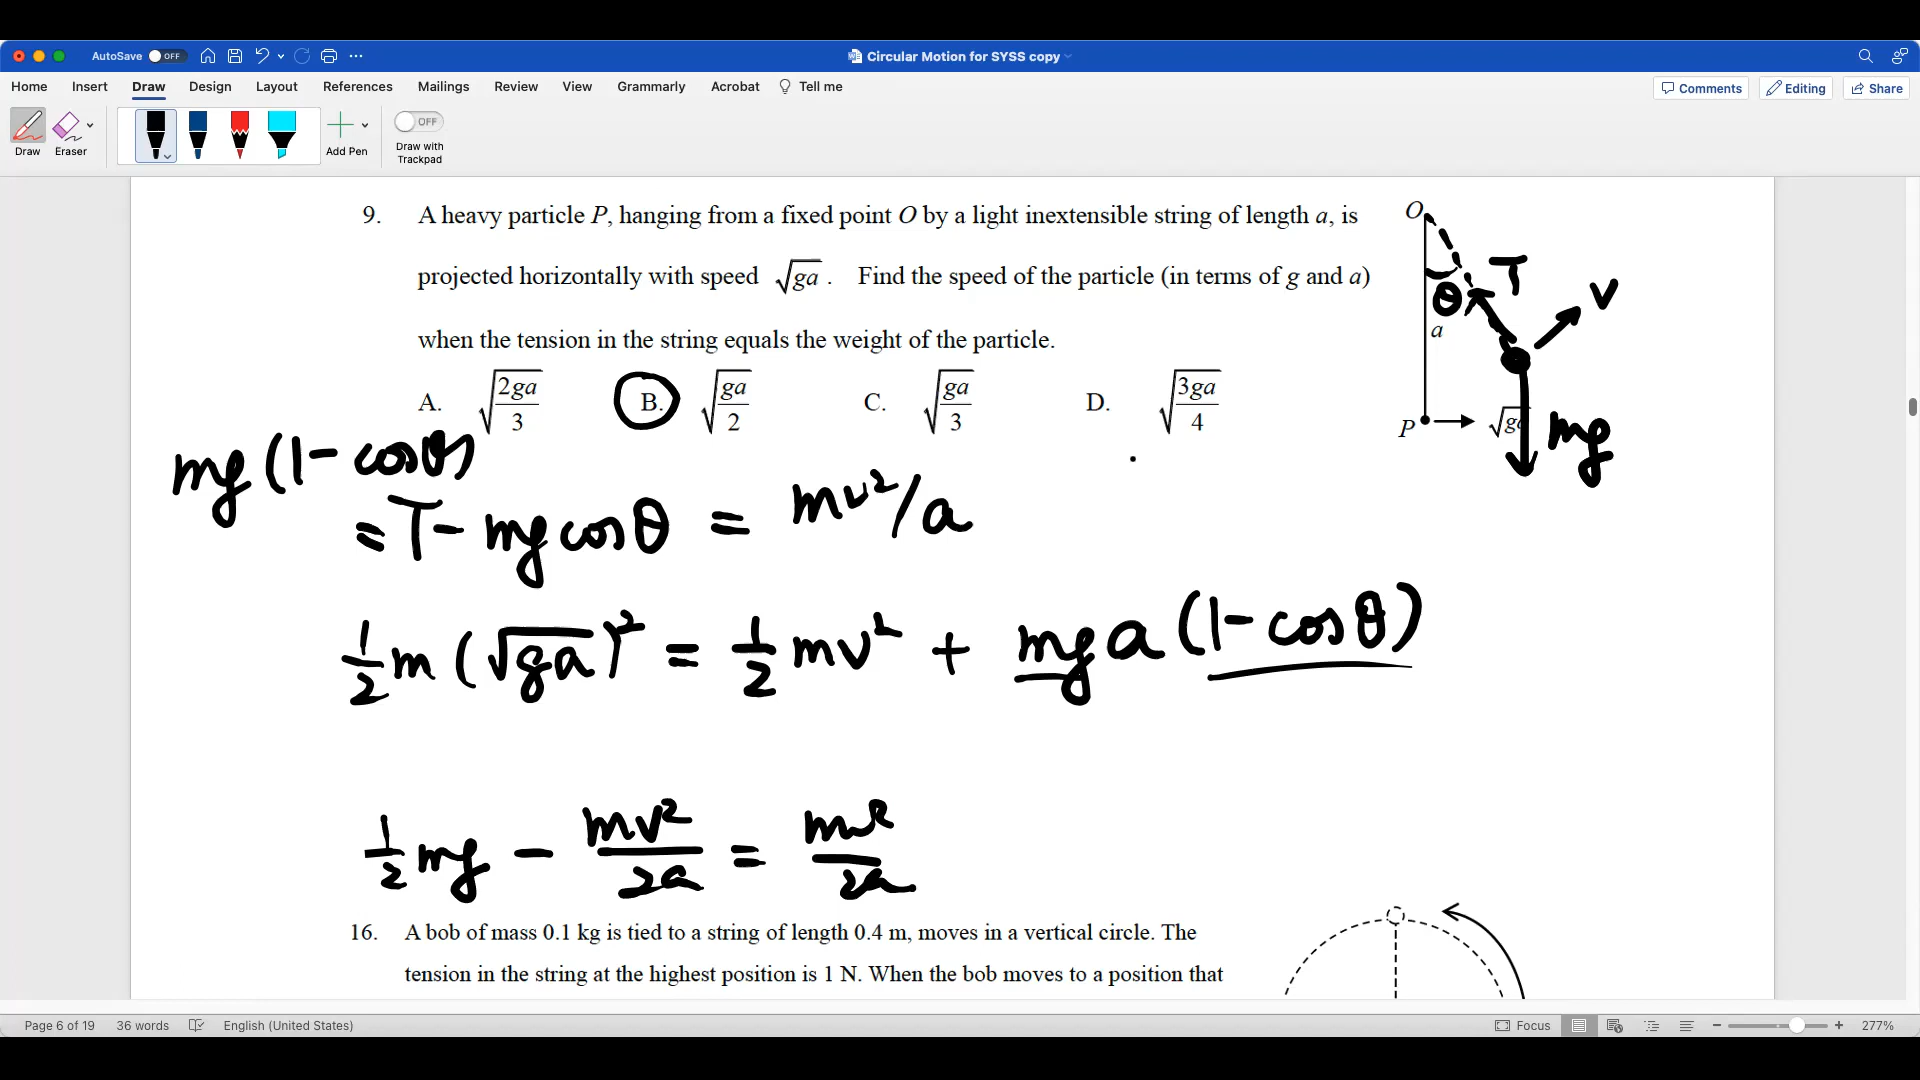 AutoSave OFF Circular Motion for SYSS copy
Home Insert Draw Design Layout References Mailings Review View Grammarly Acrobat Tell me Comments Editing Share
OFF
Draw Eraser Add Pen Draw with Trackpad
9. A heavy particle P, hanging from a fixed point O by a light inextensible string of length a, is
projected horizontally with speed √ga. Find the speed of the particle (in terms of g and a)
when the tension in the string equals the weight of the particle.
A. √(2ga/3) B. √(ga/2) C. √(ga/3) D. √(3ga/4)
O
T
V
θ
a
P √ga
mg
mg(1 - cosθ)
= T - mg cosθ = mv²/a
1/2 m (√ga)² = 1/2 mv² + mga(1 - cosθ)
1/2 mg - mv²/2a = mv²/2a
16. A bob of mass 0.1 kg is tied to a string of length 0.4 m, moves in a vertical circle. The
tension in the string at the highest position is 1 N. When the bob moves to a position that
Page 6 of 19 36 words English (United States) Focus 277%